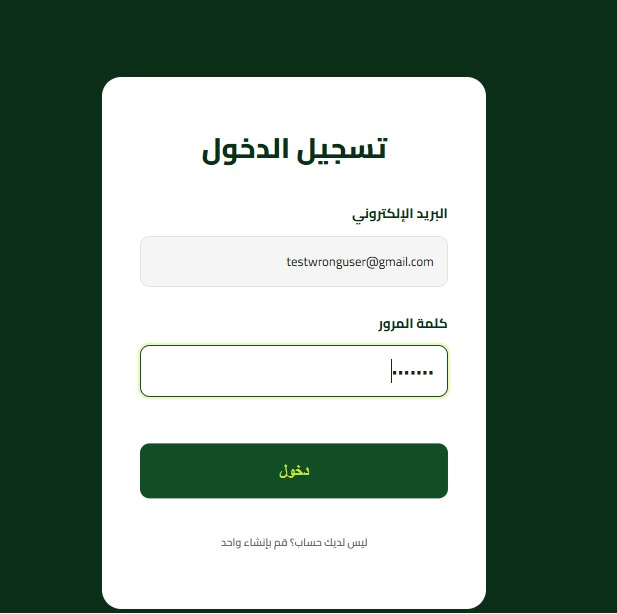 تسجيل الدخول
البريد الإلكتروني
testwronguser@gmail.com
كلمة المرور
•••••••
دخول
ليس لديك حساب؟ قم بإنشاء واحد